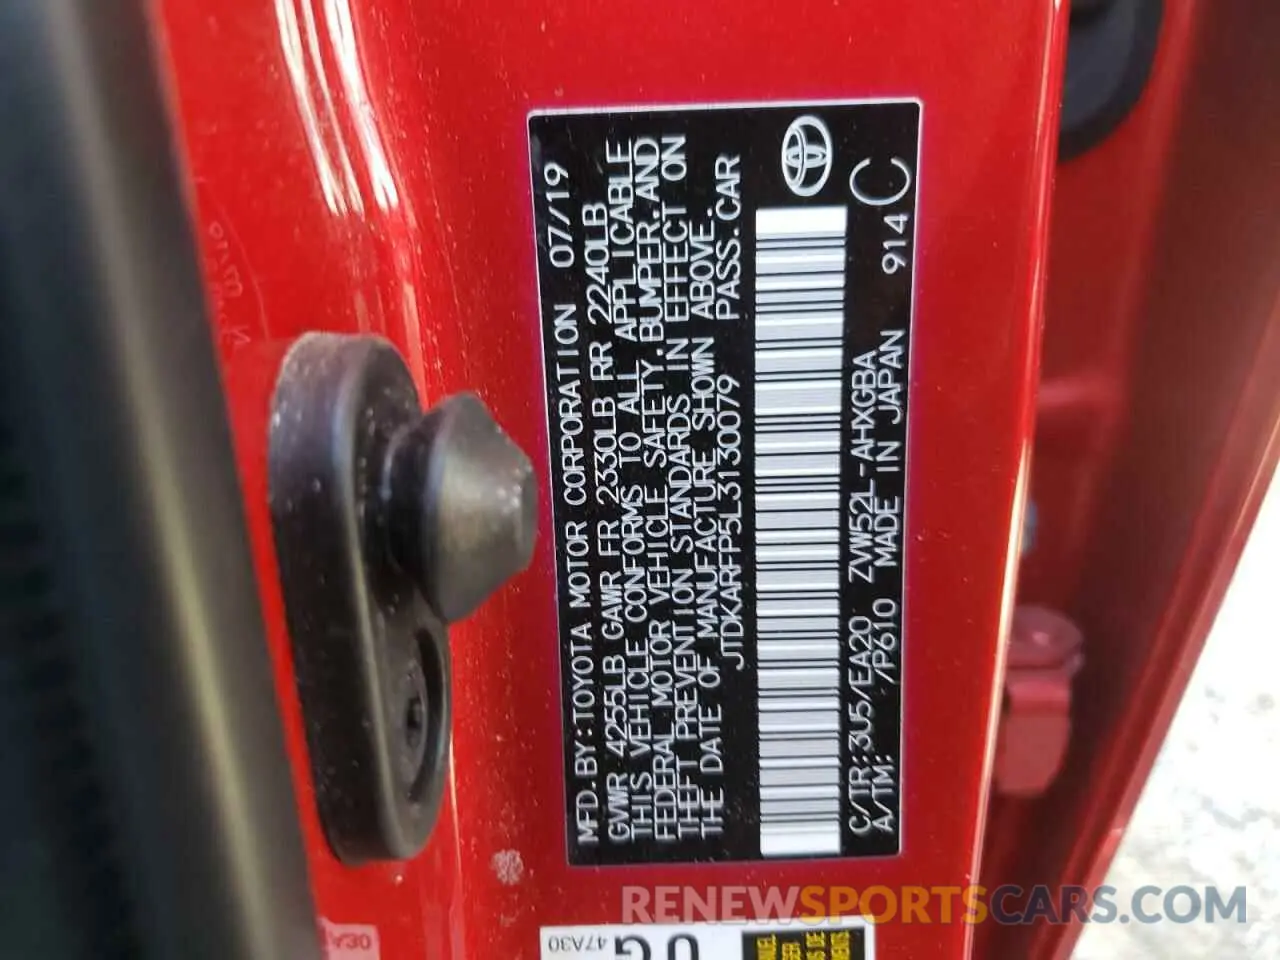 MFD.BY:TOYOTA MOTOR CORPORATION 07/19
GVWR 4255LB GAWR FR 2330LB RR 2240LB
THIS VEHICLE CONFORMS TO ALL APPLICABLE
FEDERAL MOTOR VEHICLE SAFETY,BUMPER,AND
THEFT PREVENTION STANDARDS IN EFFECT ON
THE DATE OF MANUFACTURE SHOWN ABOVE.
JTDKARFP5L3130079 PASS.CAR
C/TR:3U5/EA20 ZVW52L-AHXGBA
A/TM: /P610 MADE IN JAPAN 914 C
RENEWSPORTSCARS.COM
47A30